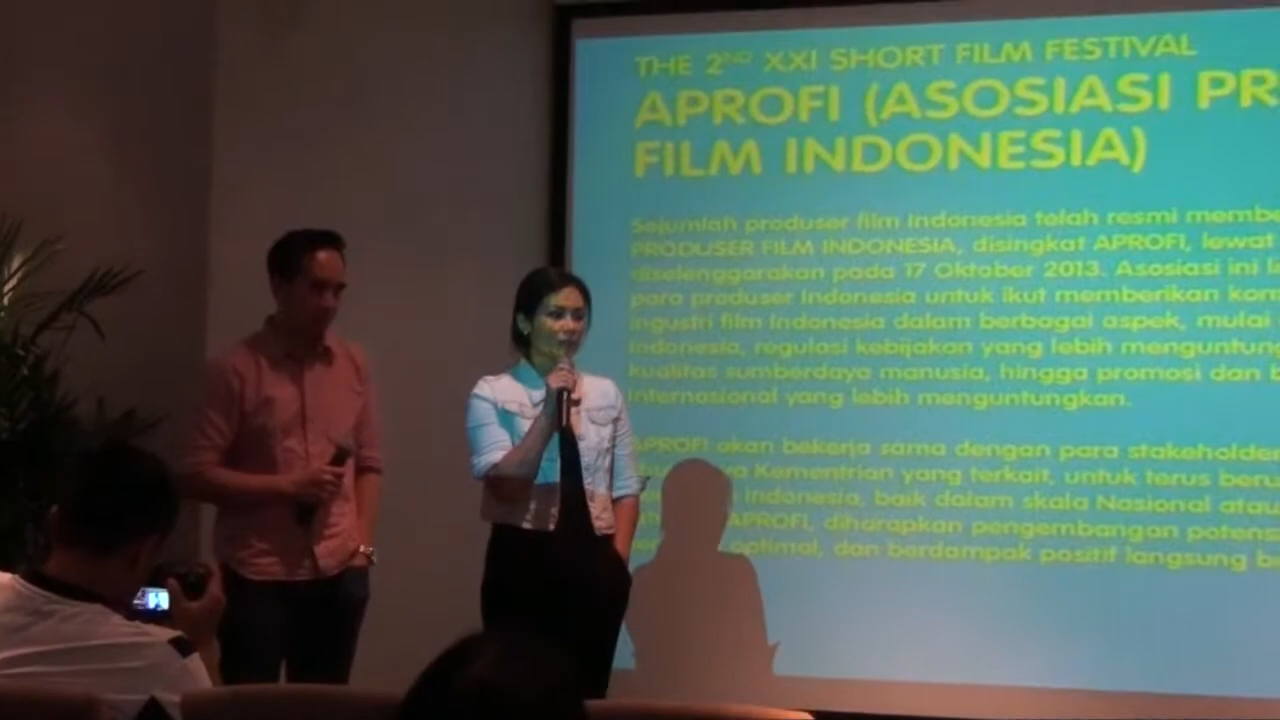 THE 2ND XXI SHORT FILM FESTIVAL
APROFI (ASOSIASI PR
FILM INDONESIA)
Sejumlah produser film Indonesia telah resmi membe
PRODUSER FILM INDONESIA, disingkat APROFI, lewat
diselenggarakan pada 17 Oktober 2013. Asosiasi ini
para produser Indonesia untuk ikut memberikan kon
industri film Indonesia dalam berbagai aspek, mulai
Indonesia, regulasi kebijakan yang lebih menguntung
kualitas sumberdaya manusia, hingga promosi dan
Internasional yang lebih menguntungkan.
APROFI akan bekerja sama dengan para stakeholder
Kementrian yang terkait, untuk terus beru
Indonesia, baik dalam skala Nasional atau
APROFI, diharapkan pengembangan potens
optimal, dan berdampak positif langsung